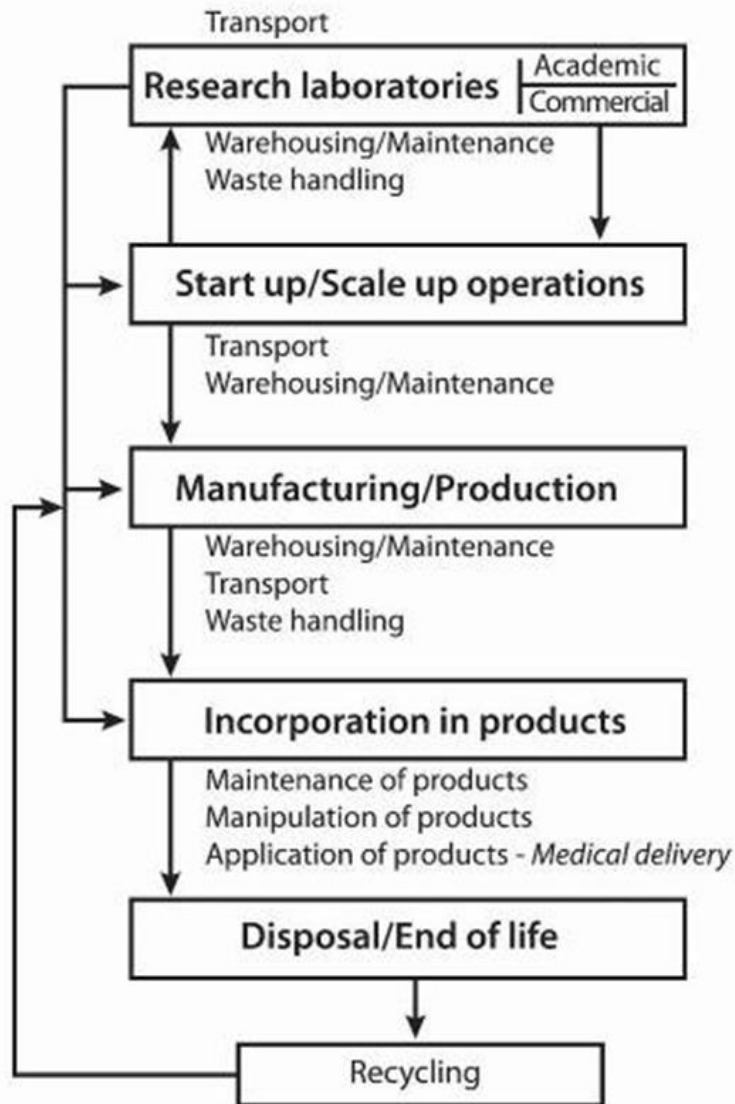 Transport
Research laboratories
Academic
Commercial
Warehousing/Maintenance
Waste handling
Start up/Scale up operations
Transport
Warehousing/Maintenance
Manufacturing/Production
Warehousing/Maintenance
Transport
Waste handling
Incorporation in products
Maintenance of products
Manipulation of products
Application of products - Medical delivery
Disposal/End of life
Recycling